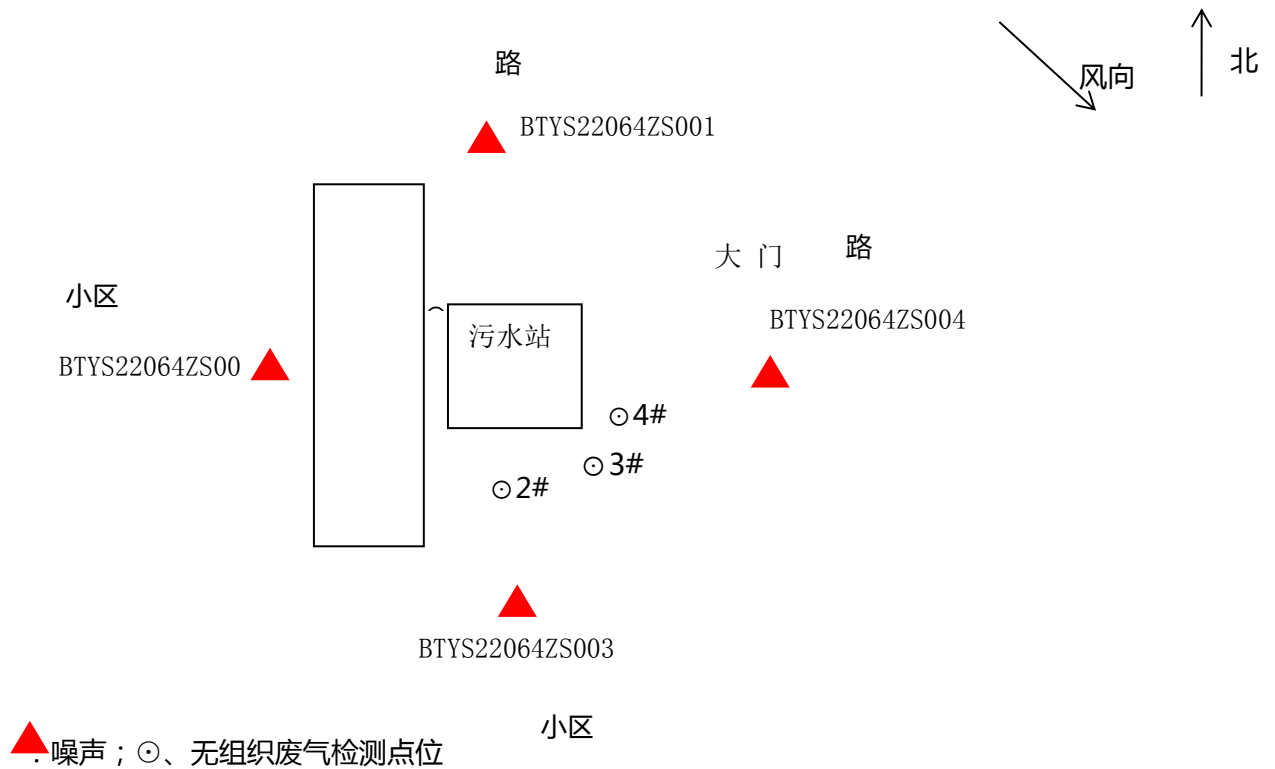 路
风向
北
BTYS22064ZS001
大 门
路
小区
BTYS22064ZS004
污水站
BTYS22064ZS00
⊙4#
⊙3#
⊙2#
BTYS22064ZS003
小区
噪声；⊙、无组织废气检测点位